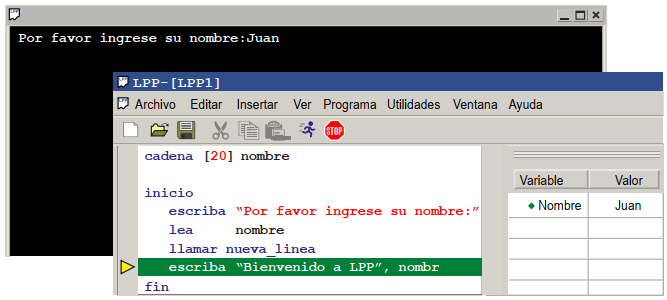 Por favor ingrese su nombre:Juan
LPP-[LPP1]
Archivo Editar Insertar Ver Programa Utilidades Ventana Ayuda
STOP
cadena [20] nombre
inicio
escriba “Por favor ingrese su nombre:”
lea nombre
llamar nueva_linea
escriba “Bienvenido a LPP”, nombr
fin
Variable Valor
Nombre Juan